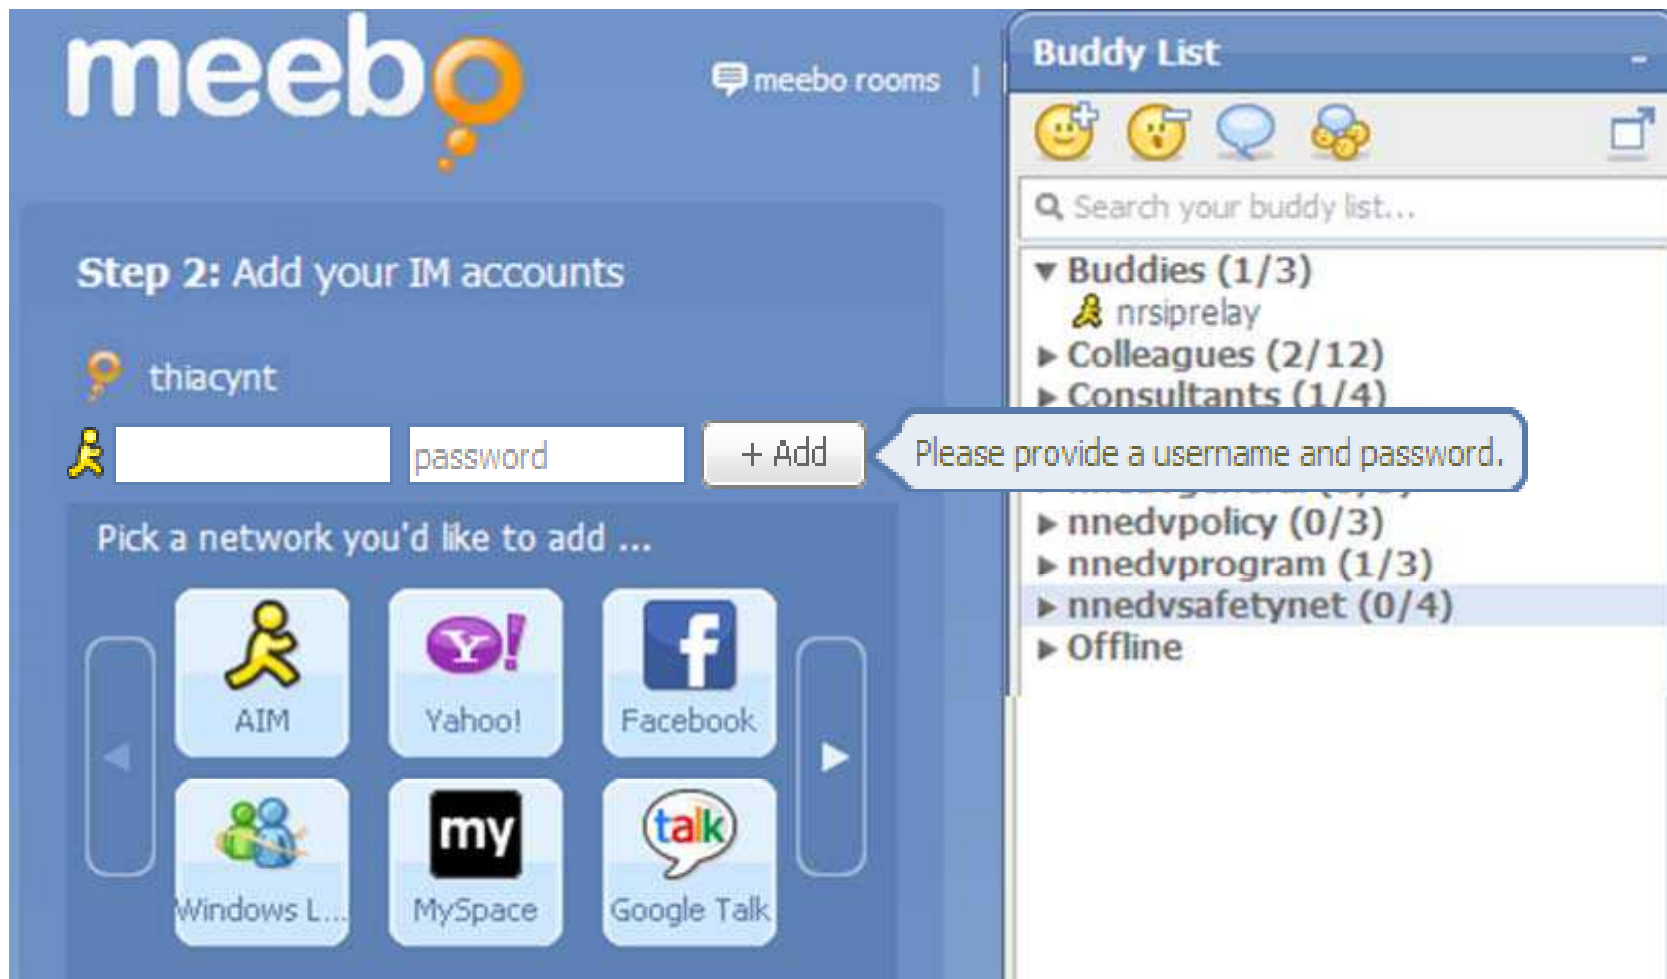 meebo
meebo rooms |
Step 2: Add your IM accounts
thiacynt
password
+ Add
Please provide a username and password.
Pick a network you'd like to add ...
AIM
Yahoo!
Facebook
Windows L...
my
MySpace
talk
Google Talk
Buddy List
Search your buddy list...
Buddies (1/3)
nrsiprelay
Colleagues (2/12)
Consultants (1/4)
nnedvpolicy (0/3)
nnedvprogram (1/3)
nnedvsafetynet (0/4)
Offline